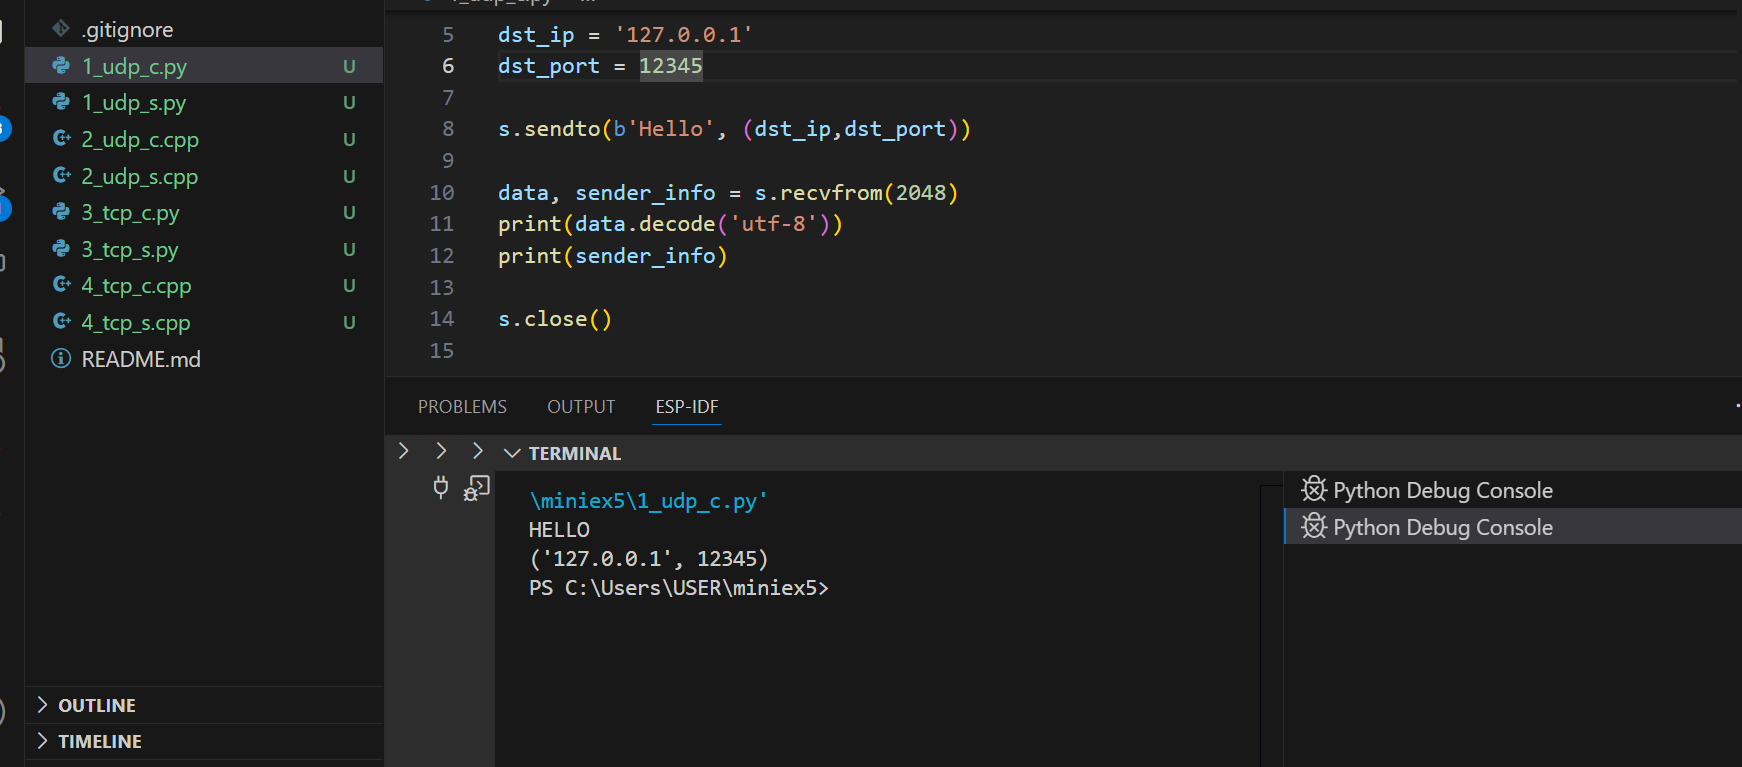 .gitignore
1_udp_c.py U
1_udp_s.py U
2_udp_c.cpp U
2_udp_s.cpp U
3_tcp_c.py U
3_tcp_s.py U
4_tcp_c.cpp U
4_tcp_s.cpp U
README.md
OUTLINE
TIMELINE
5 dst_ip = '127.0.0.1'
6 dst_port = 12345
7
8 s.sendto(b'Hello', (dst_ip,dst_port))
9
10 data, sender_info = s.recvfrom(2048)
11 print(data.decode('utf-8'))
12 print(sender_info)
13
14 s.close()
15
PROBLEMS OUTPUT ESP-IDF
TERMINAL
\miniex5\1_udp_c.py'
HELLO
('127.0.0.1', 12345)
PS C:\Users\USER\miniex5>
Python Debug Console
Python Debug Console